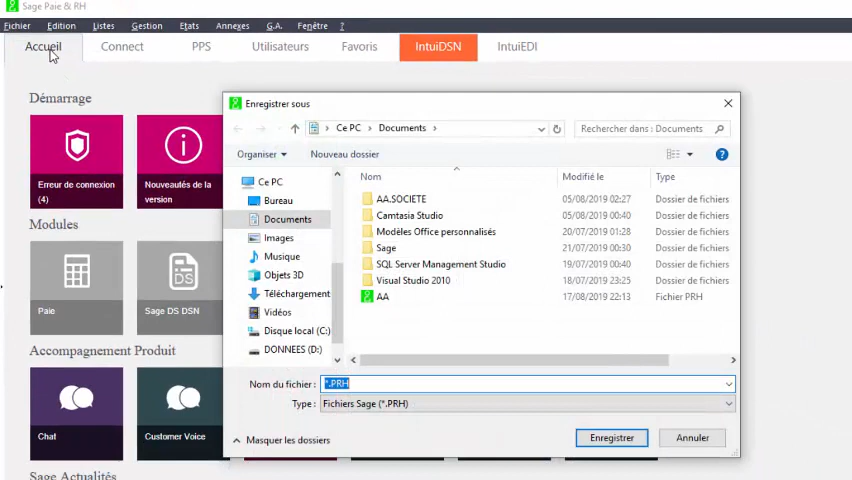 Sage Paie & RH
Fichier Edition Listes Gestion Etats Annexes G.A. Fenêtre ?
Accueil Connect PPS Utilisateurs Favoris IntuiDSN IntuiEDI
Démarrage
Erreur de connexion
(4)
Nouveautés de la
version
Modules
Paie
Sage DS DSN
Accompagnement Produit
Chat
Customer Voice
Sage Actualités
Enregistrer sous
Ce PC > Documents >
Rechercher dans : Documents
Organiser Nouveau dossier
Ce PC
Bureau
Documents
Images
Musique
Objets 3D
Téléchargement
Vidéos
Disque local (C:)
DONNEES (D:)
Nom Modifié le Type
AA.SOCIETE 05/08/2019 02:27 Dossier de fichiers
Camtasia Studio 05/08/2019 00:40 Dossier de fichiers
Modèles Office personnalisés 20/07/2019 01:28 Dossier de fichiers
Sage 21/07/2019 00:30 Dossier de fichiers
SQL Server Management Studio 19/07/2019 00:40 Dossier de fichiers
Visual Studio 2010 18/07/2019 23:25 Dossier de fichiers
AA 17/08/2019 22:13 Fichier PRH
Nom du fichier : *.PRH
Type : Fichiers Sage (*.PRH)
Masquer les dossiers
Enregistrer Annuler